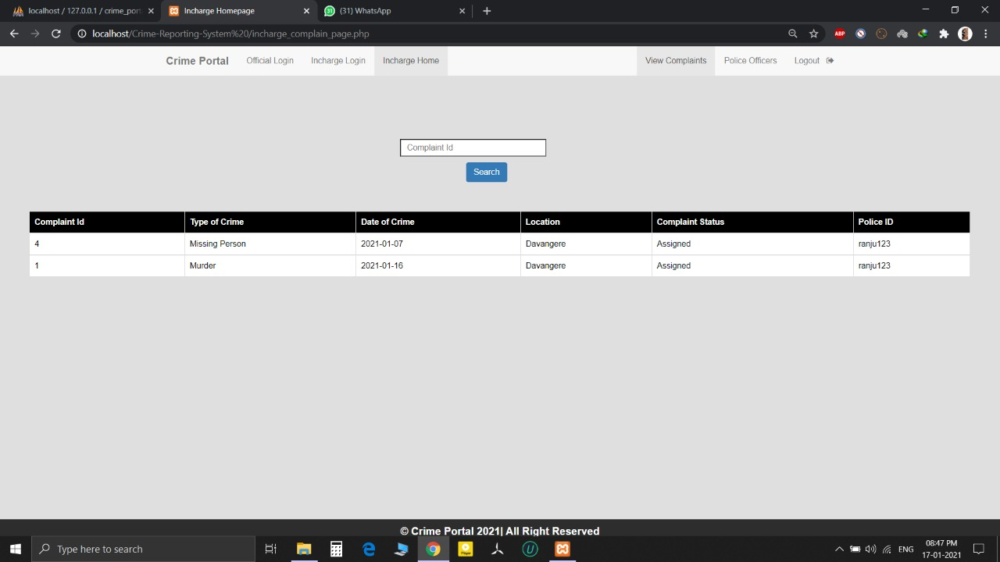 localhost / 127.0.0.1 / crime_port
Incharge Homepage
(31) WhatsApp
localhost/Crime-Reporting-System%20/incharge_complain_page.php
ABP
Crime Portal Official Login Incharge Login Incharge Home View Complaints Police Officers Logout
Complaint Id
Search
Complaint Id Type of Crime Date of Crime Location Complaint Status Police ID
4 Missing Person 2021-01-07 Davangere Assigned ranju123
1 Murder 2021-01-16 Davangere Assigned ranju123
© Crime Portal 2021| All Right Reserved
Type here to search
ENG
08:47 PM
17-01-2021